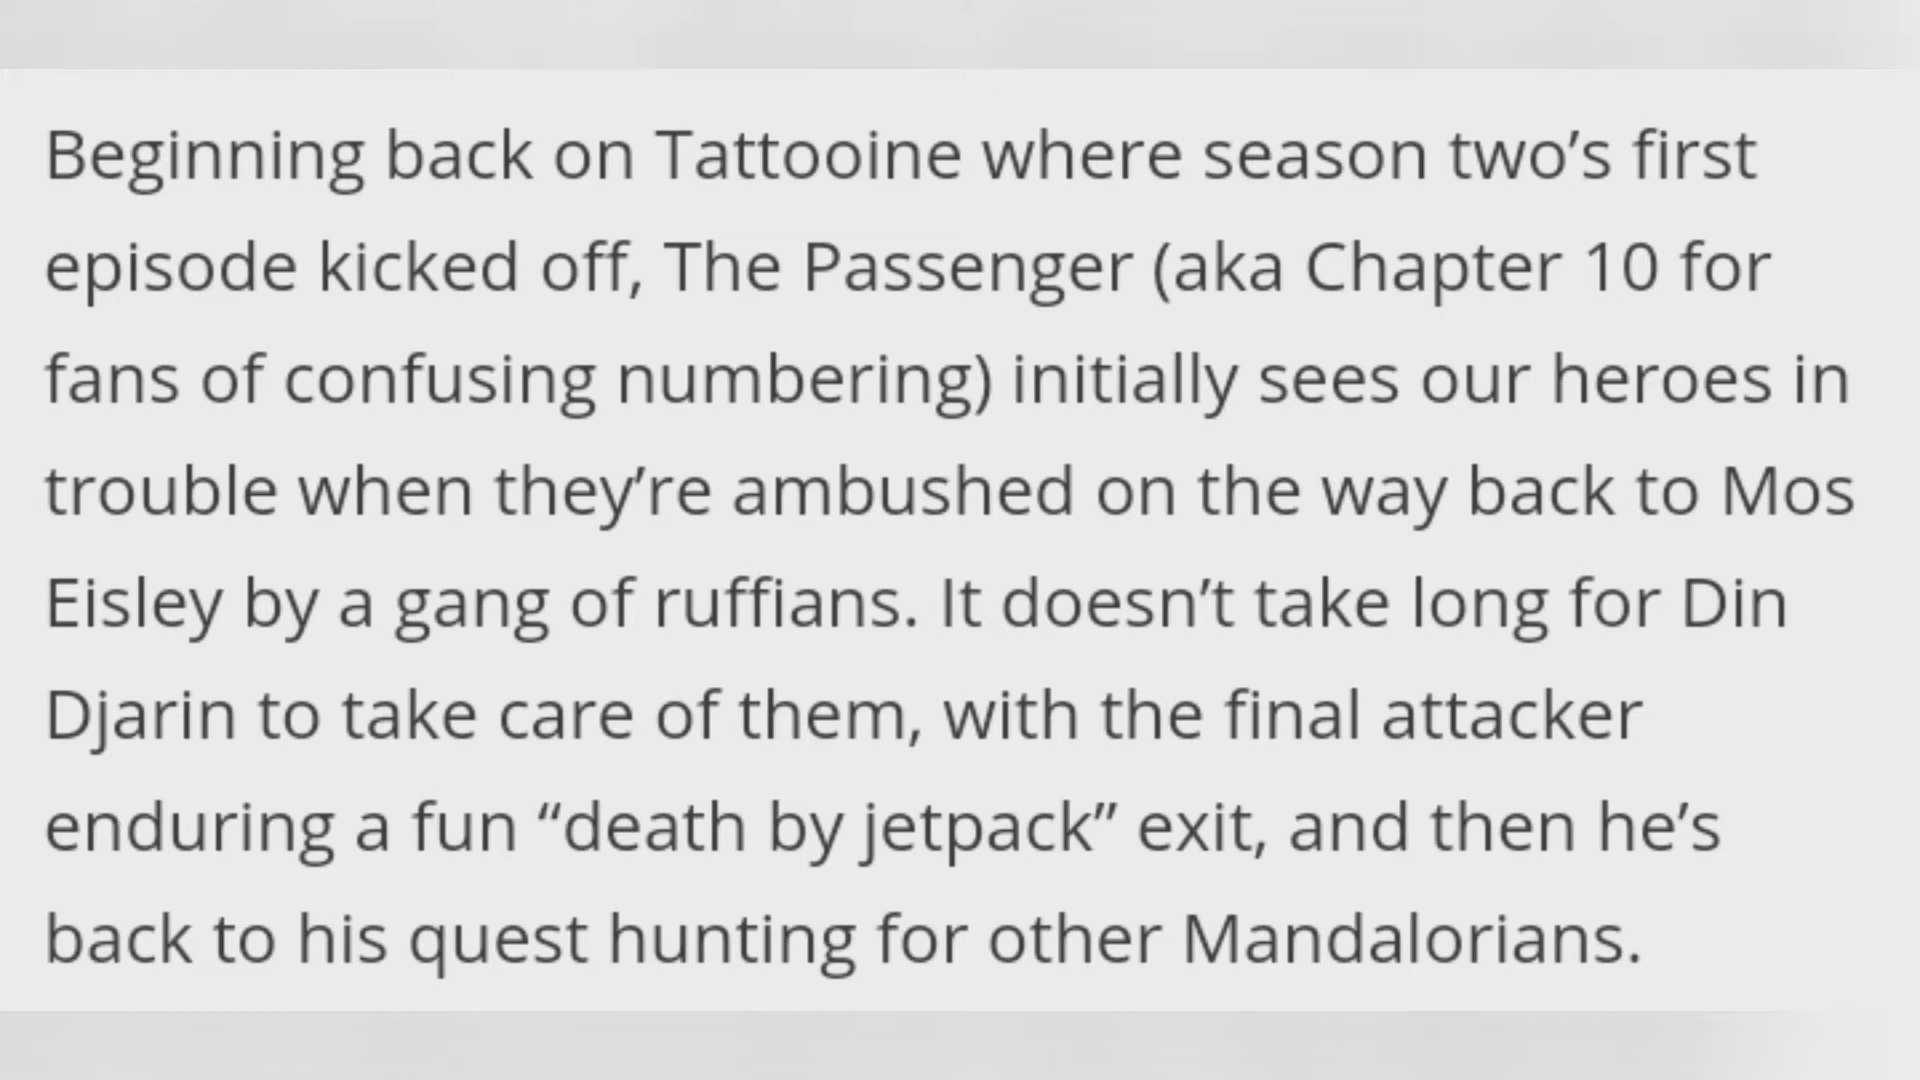 Beginning back on Tattooine where season two’s first
episode kicked off, The Passenger (aka Chapter 10 for
fans of confusing numbering) initially sees our heroes in
trouble when they’re ambushed on the way back to Mos
Eisley by a gang of ruffians. It doesn’t take long for Din
Djarin to take care of them, with the final attacker
enduring a fun “death by jetpack” exit, and then he’s
back to his quest hunting for other Mandalorians.